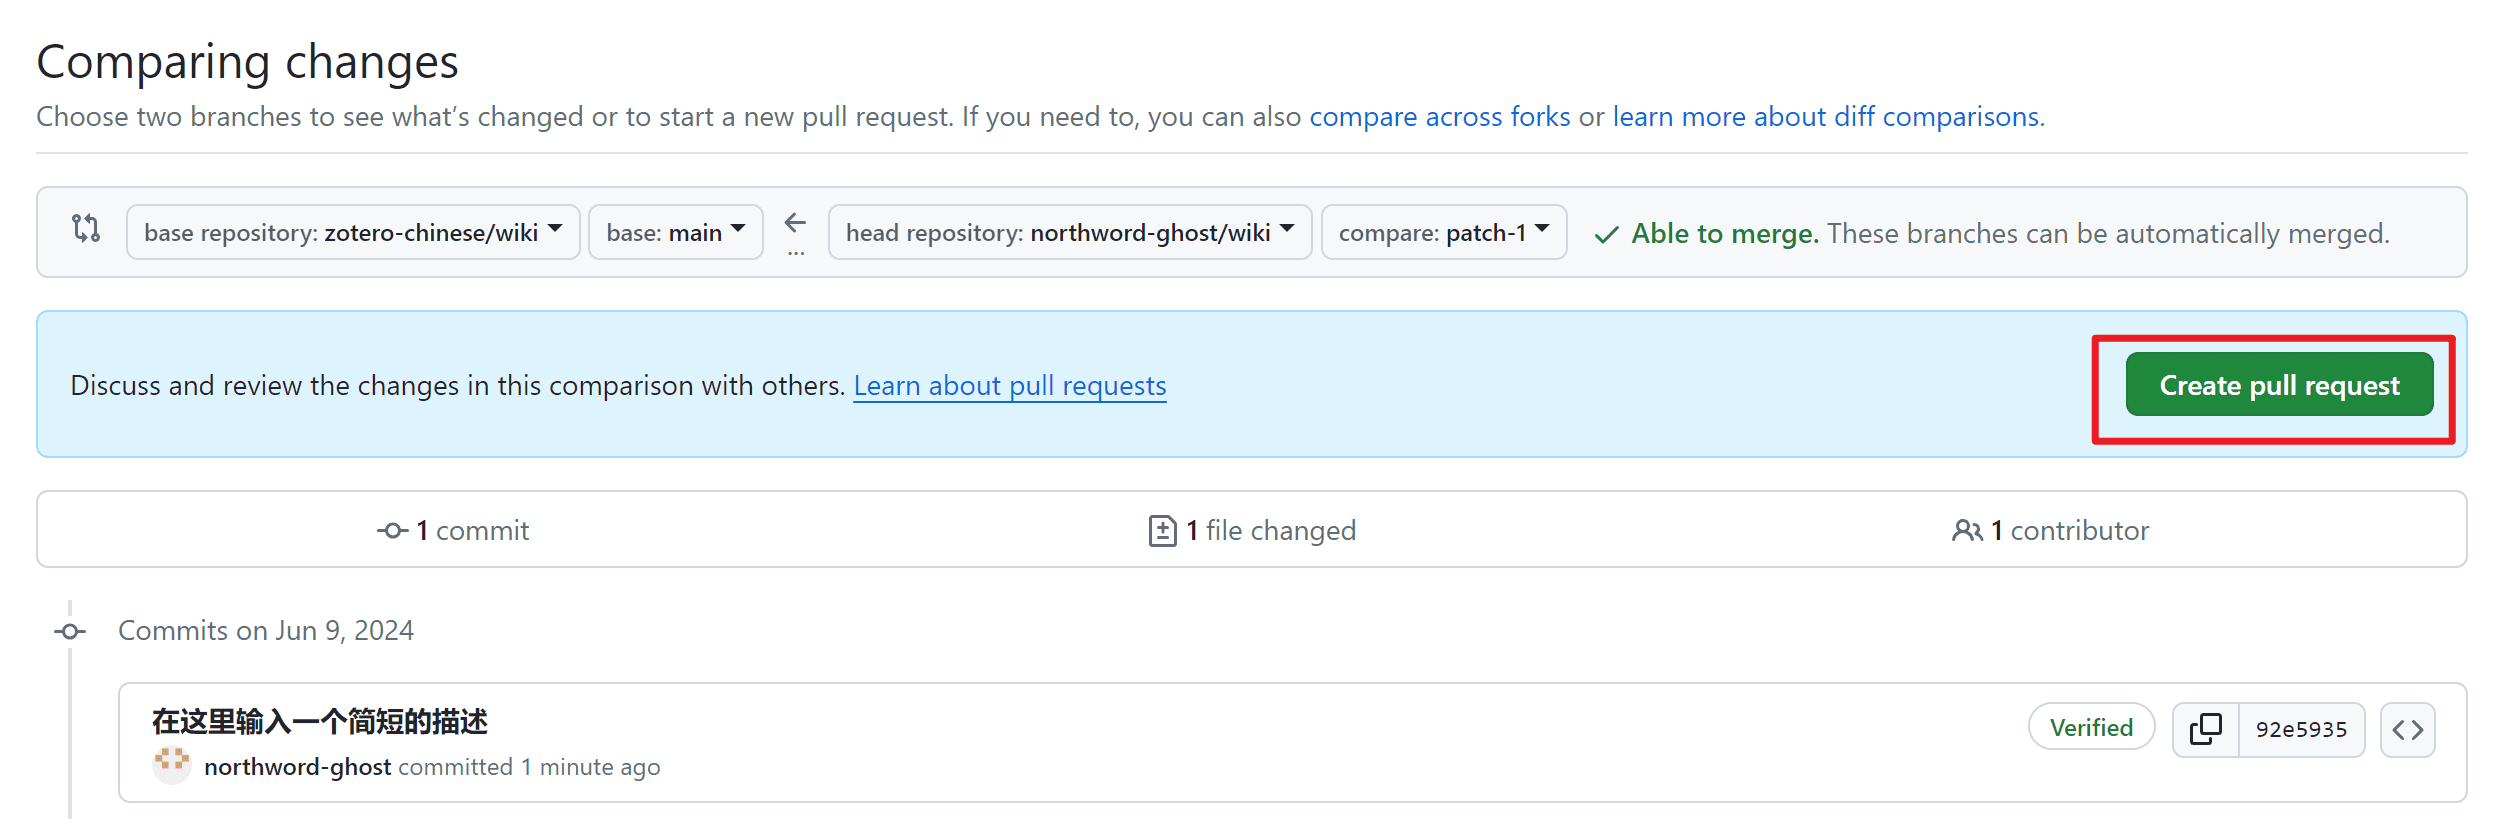 Comparing changes
Choose two branches to see what’s changed or to start a new pull request. If you need to, you can also compare across forks or learn more about diff comparisons.
base repository: zotero-chinese/wiki base: main ... head repository: northword-ghost/wiki compare: patch-1 Able to merge. These branches can be automatically merged.
Discuss and review the changes in this comparison with others. Learn about pull requests Create pull request
1 commit 1 file changed 1 contributor
Commits on Jun 9, 2024
在这里输入一个简短的描述
northword-ghost committed 1 minute ago
Verified 92e5935